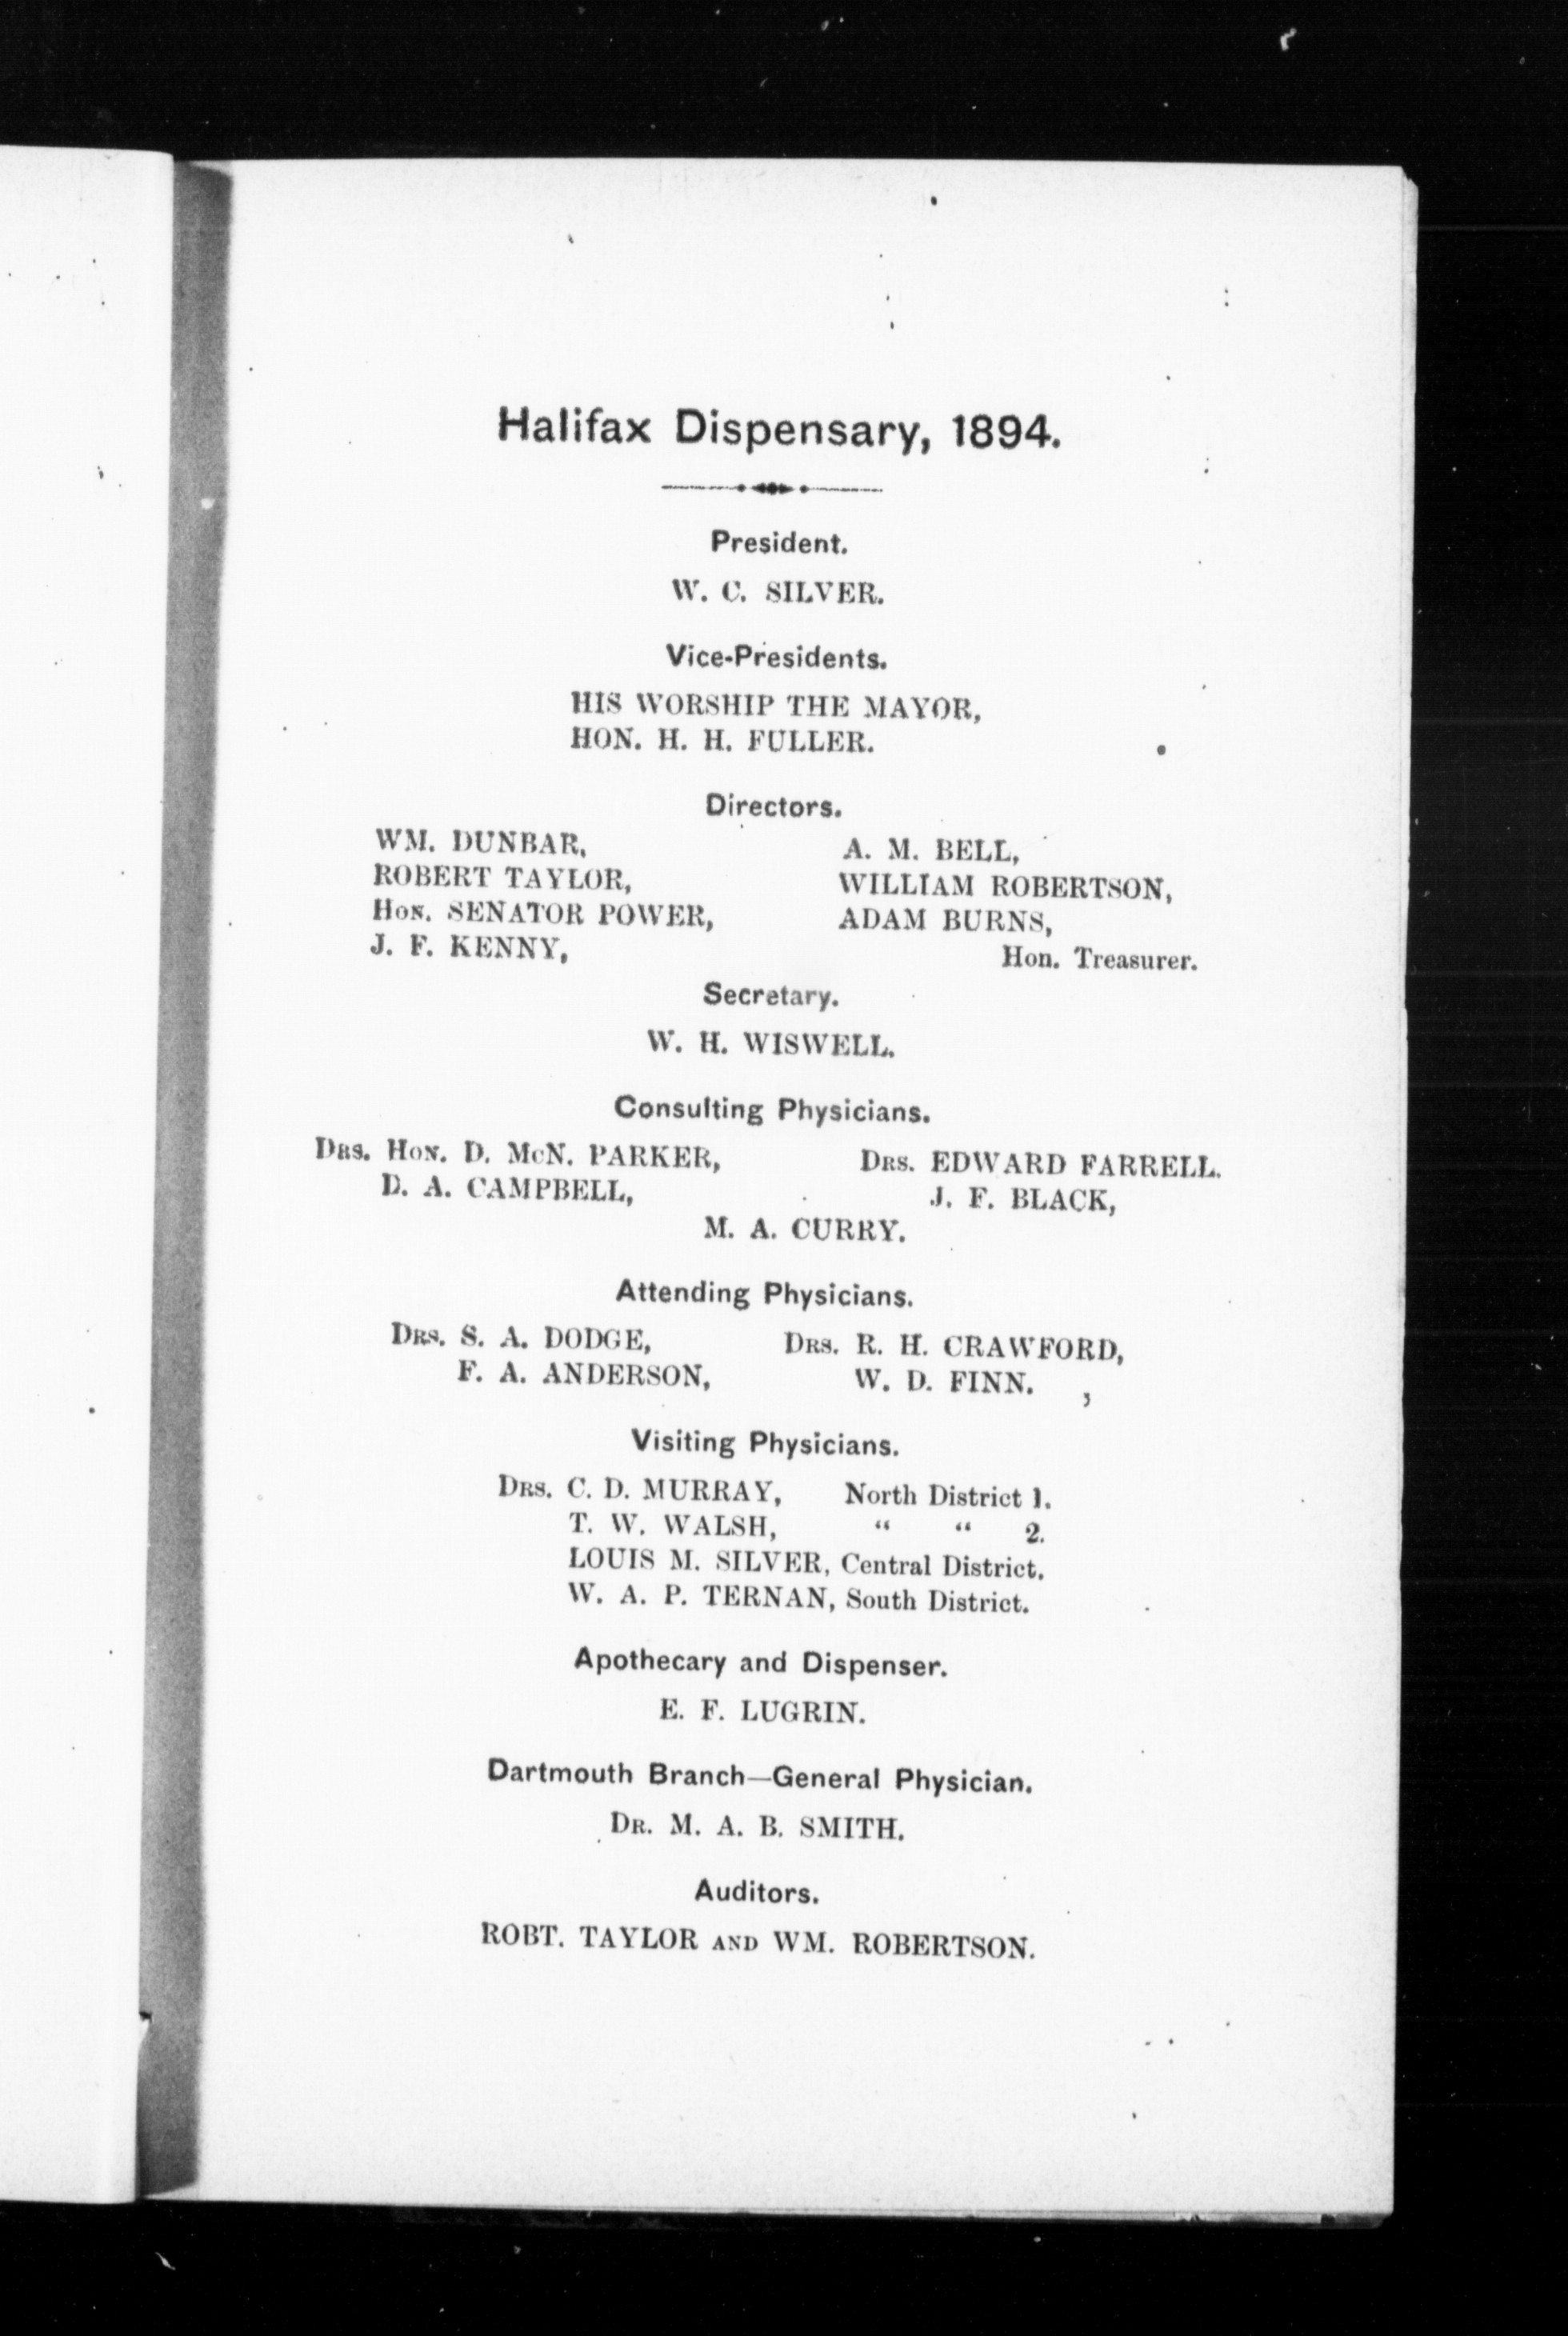 Halifax Dispensary, 1894.
President.
W. C. SILVER.
Vice-Presidents.
HIS WORSHIP THE MAYOR,
HON. H. H. FULLER.
Directors.
WM. DUNBAR, A. M. BELL,
ROBERT TAYLOR, WILLIAM ROBERTSON,
HON. SENATOR POWER, ADAM BURNS,
J. F. KENNY, Hon. Treasurer.
Secretary.
W. H. WISWELL.
Consulting Physicians.
DRS. HON. D. McN. PARKER, DRS. EDWARD FARRELL.
D. A. CAMPBELL, J. F. BLACK,
M. A. CURRY.
Attending Physicians.
DRS. S. A. DODGE, DRS. R. H. CRAWFORD,
F. A. ANDERSON, W. D. FINN. ,
Visiting Physicians.
DRS. C. D. MURRAY, North District 1.
T. W. WALSH, “ “ 2.
LOUIS M. SILVER, Central District.
W. A. P. TERNAN, South District.
Apothecary and Dispenser.
E. F. LUGRIN.
Dartmouth Branch—General Physician.
DR. M. A. B. SMITH.
Auditors.
ROBT. TAYLOR AND WM. ROBERTSON.